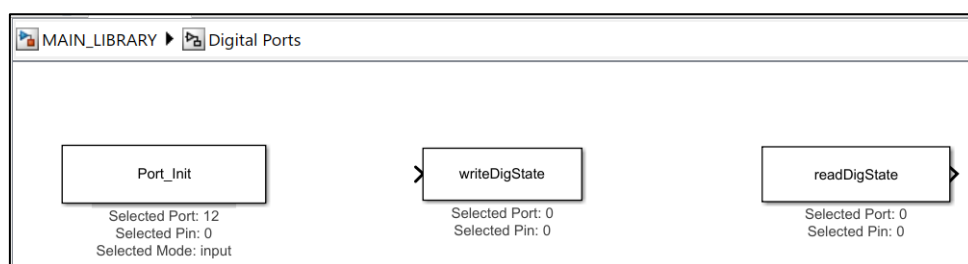 MAIN_LIBRARY Digital Ports
Port_Init
Selected Port: 12
Selected Pin: 0
Selected Mode: input
writeDigState
Selected Port: 0
Selected Pin: 0
readDigState
Selected Port: 0
Selected Pin: 0